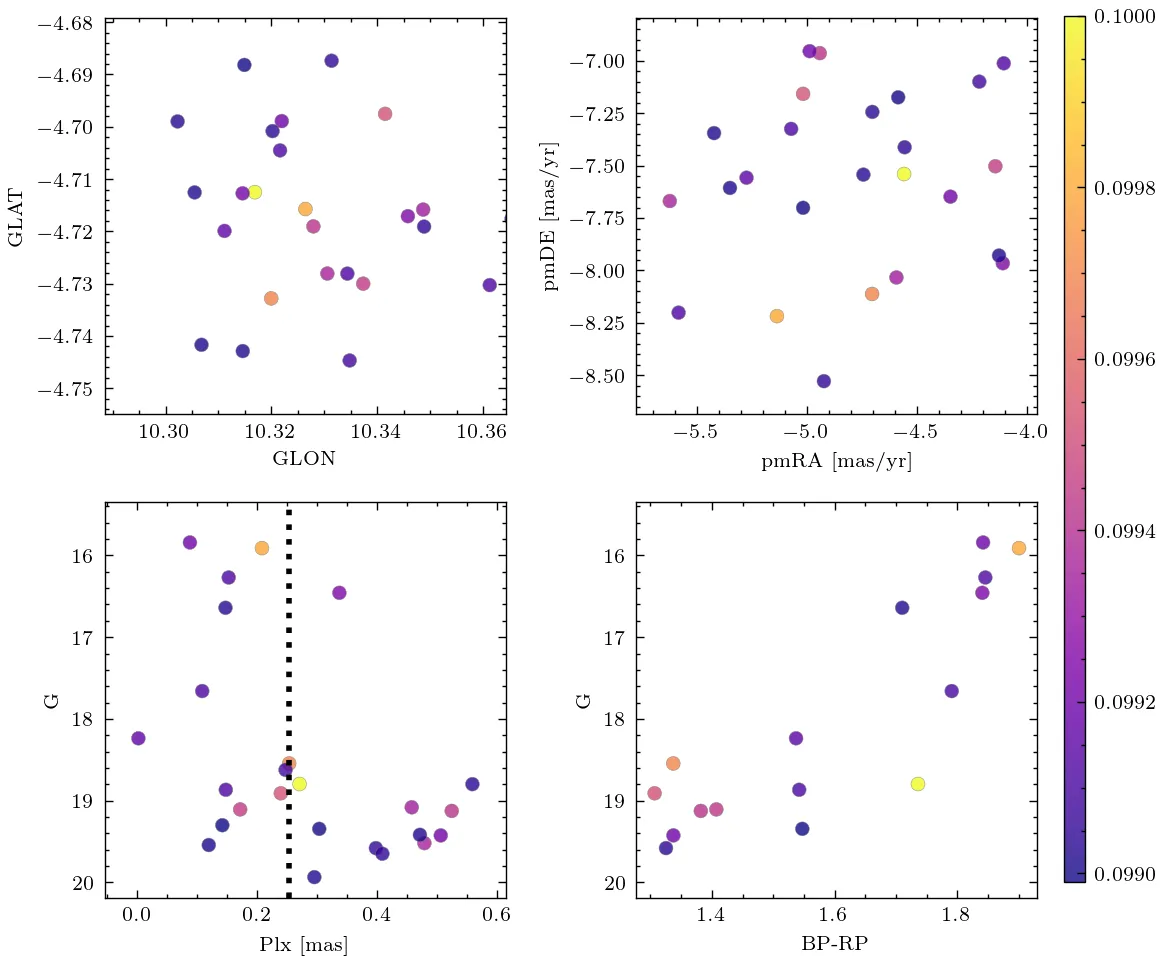 −4.68
−4.69
−4.70
−4.71
−4.72
−4.73
−4.74
−4.75
GLAT
10.30 10.32 10.34 10.36
GLON
−7.00
−7.25
−7.50
−7.75
−8.00
−8.25
−8.50
pmDE [mas/yr]
−5.5 −5.0 −4.5 −4.0
pmRA [mas/yr]
16
17
18
19
20
G
0.0 0.2 0.4 0.6
Plx [mas]
16
17
18
19
20
G
1.4 1.6 1.8
BP-RP
0.1000
0.0998
0.0996
0.0994
0.0992
0.0990